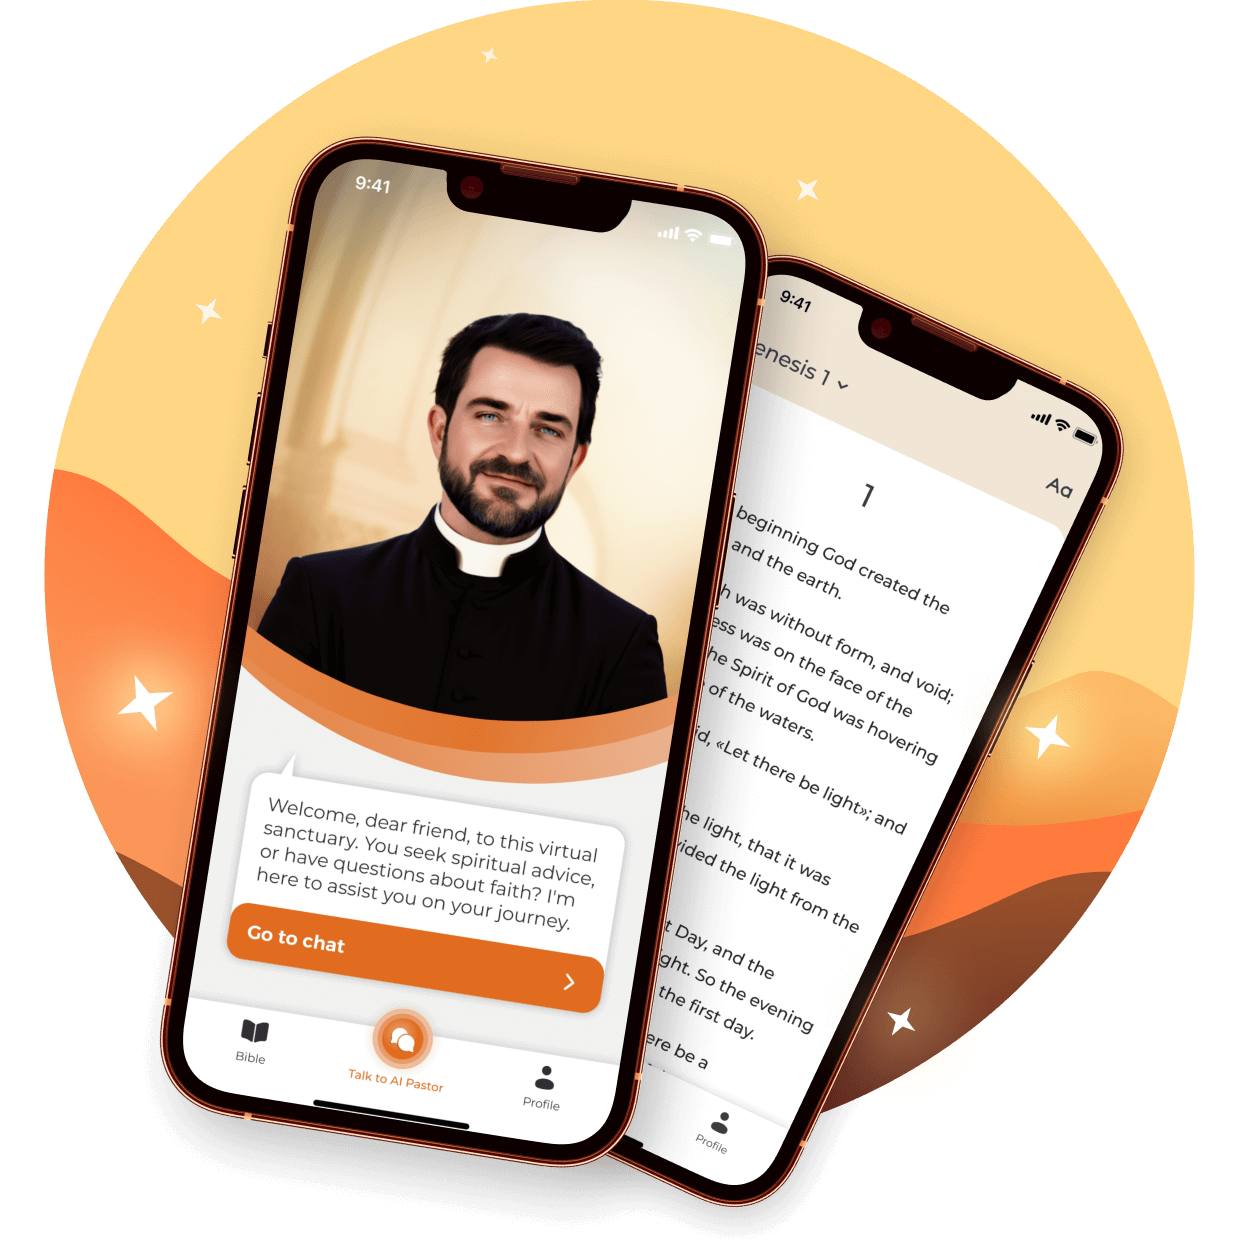 9:41
Welcome, dear friend, to this virtual
sanctuary. You seek spiritual advice,
or have questions about faith? I'm
here to assist you on your journey.
Go to chat
Bible
Talk to AI Pastor
Profile
9:41
enesis 1
Aa
1
beginning God created the
and the earth.
h was without form, and void;
ess was on the face of the
he Spirit of God was hovering
of the waters.
id, «Let there be light»; and
he light, that it was
vided the light from the
t Day, and the
ght. So the evening
the first day.
ere be a
Profile